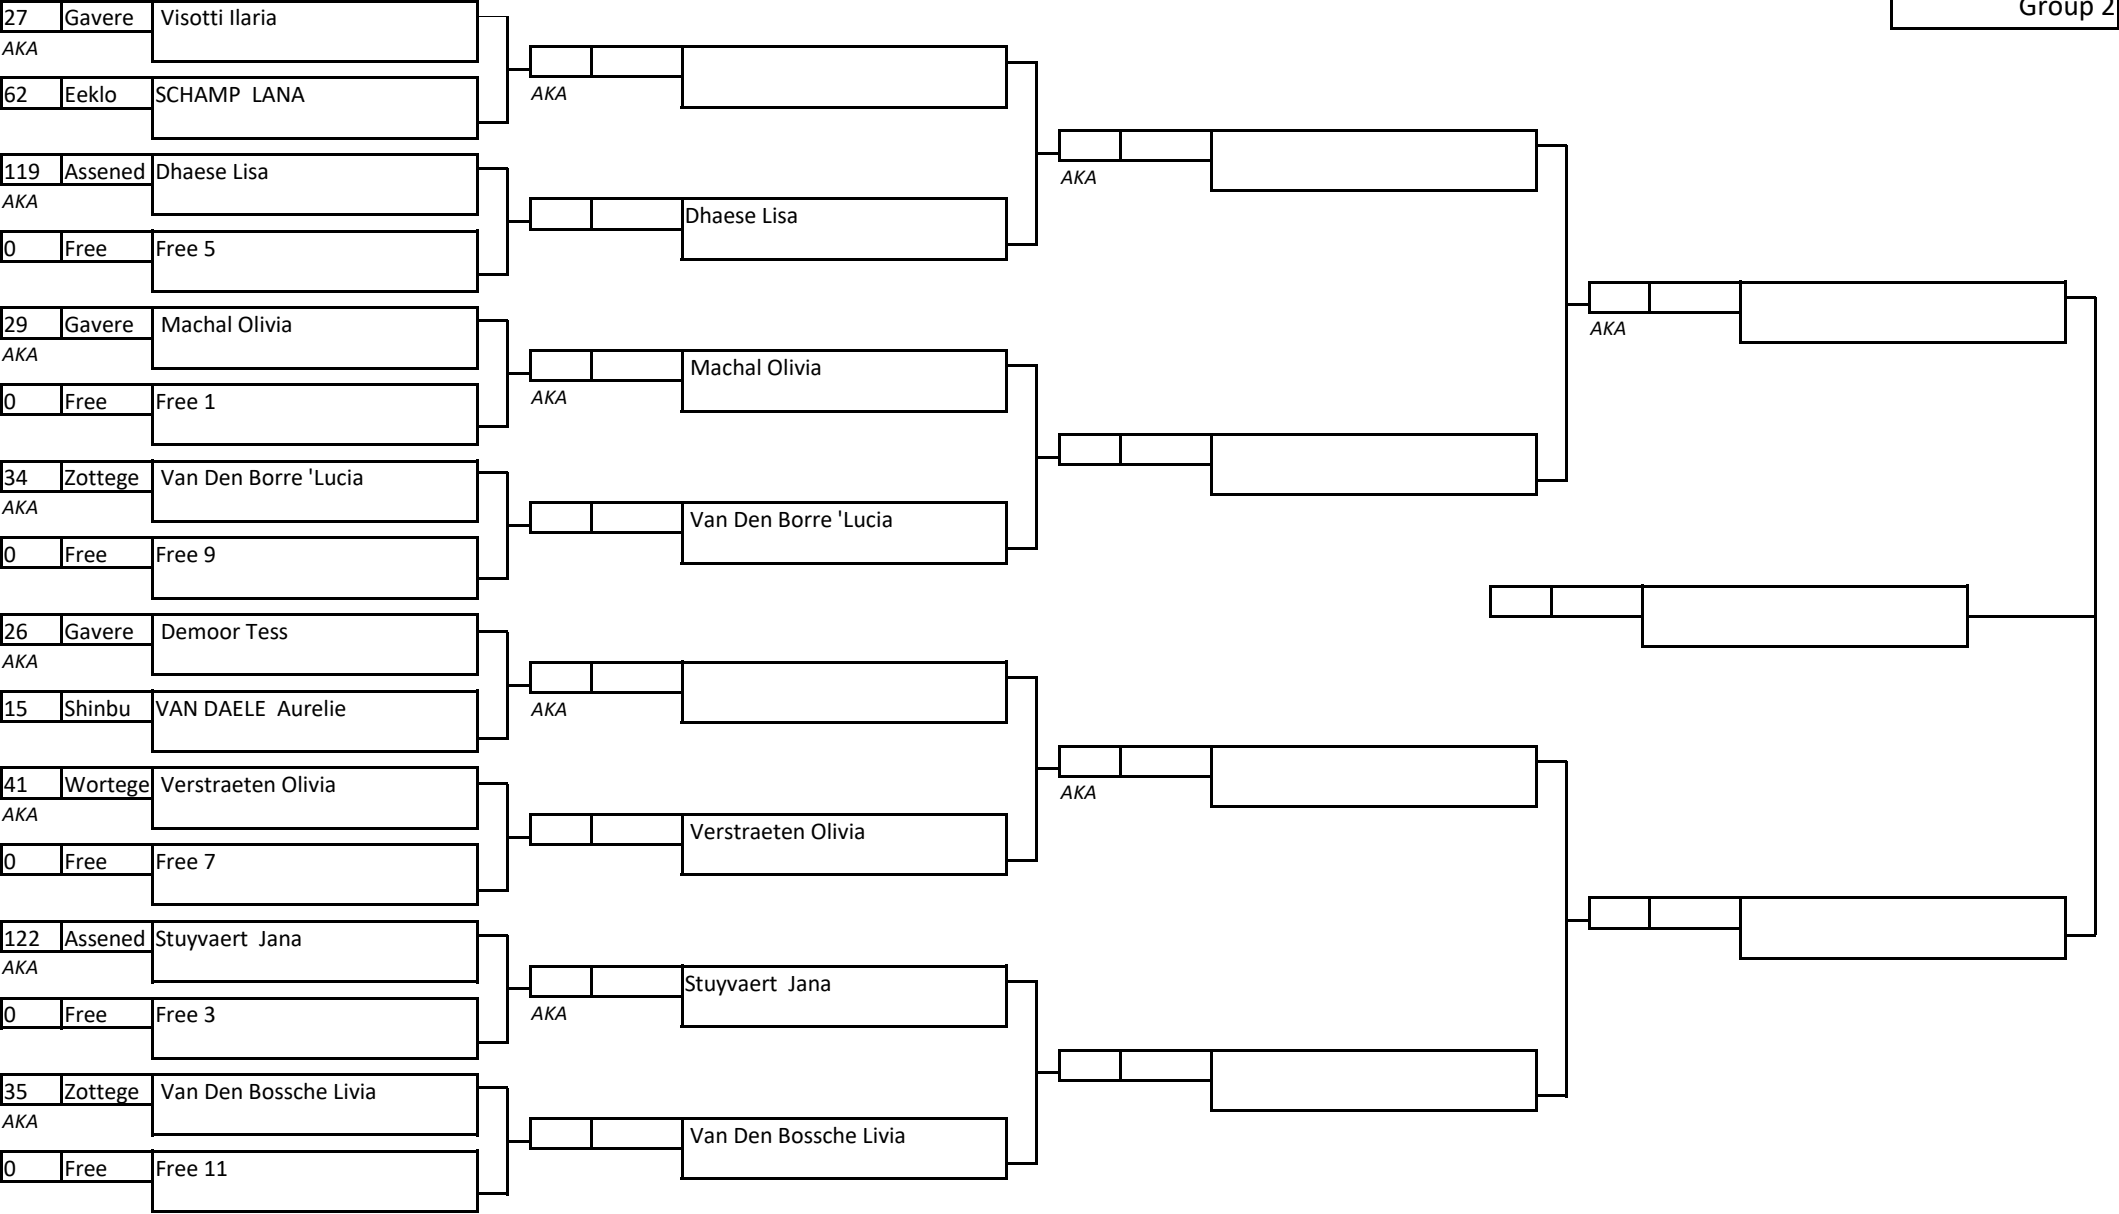 27 Gavere Visotti Ilaria
Group 2
AKA
62 Eeklo SCHAMP LANA
AKA
119 Assened Dhaese Lisa
AKA
AKA
Dhaese Lisa
0 Free Free 5
29 Gavere Machal Olivia
AKA
AKA
Machal Olivia
0 Free Free 1
AKA
34 Zottege Van Den Borre 'Lucia
AKA
Van Den Borre 'Lucia
0 Free Free 9
26 Gavere Demoor Tess
AKA
15 Shinbu VAN DAELE Aurelie
AKA
41 Wortege Verstraeten Olivia
AKA
AKA
Verstraeten Olivia
0 Free Free 7
122 Assened Stuyvaert Jana
AKA
Stuyvaert Jana
0 Free Free 3
AKA
35 Zottege Van Den Bossche Livia
AKA
Van Den Bossche Livia
0 Free Free 11